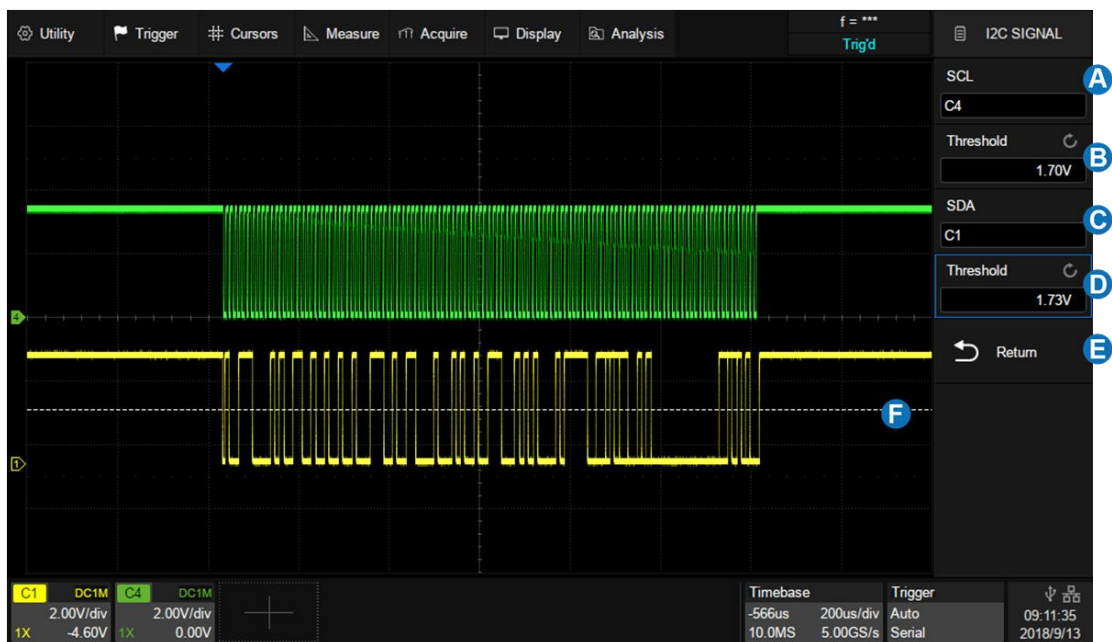 Utility
Trigger
Cursors
Measure
Acquire
Display
Analysis
f = ***
Trig'd
I2C SIGNAL
SCL
A
C4
Threshold
B
1.70V
SDA
C
C1
Threshold
D
1.73V
Return
E
F
4
1
C1 DC1M
2.00V/div
1X -4.60V
C4 DC1M
2.00V/div
1X 0.00V
Timebase
-566us 200us/div
10.0MS 5.00GS/s
Trigger
Auto
Serial
09:11:35
2018/9/13